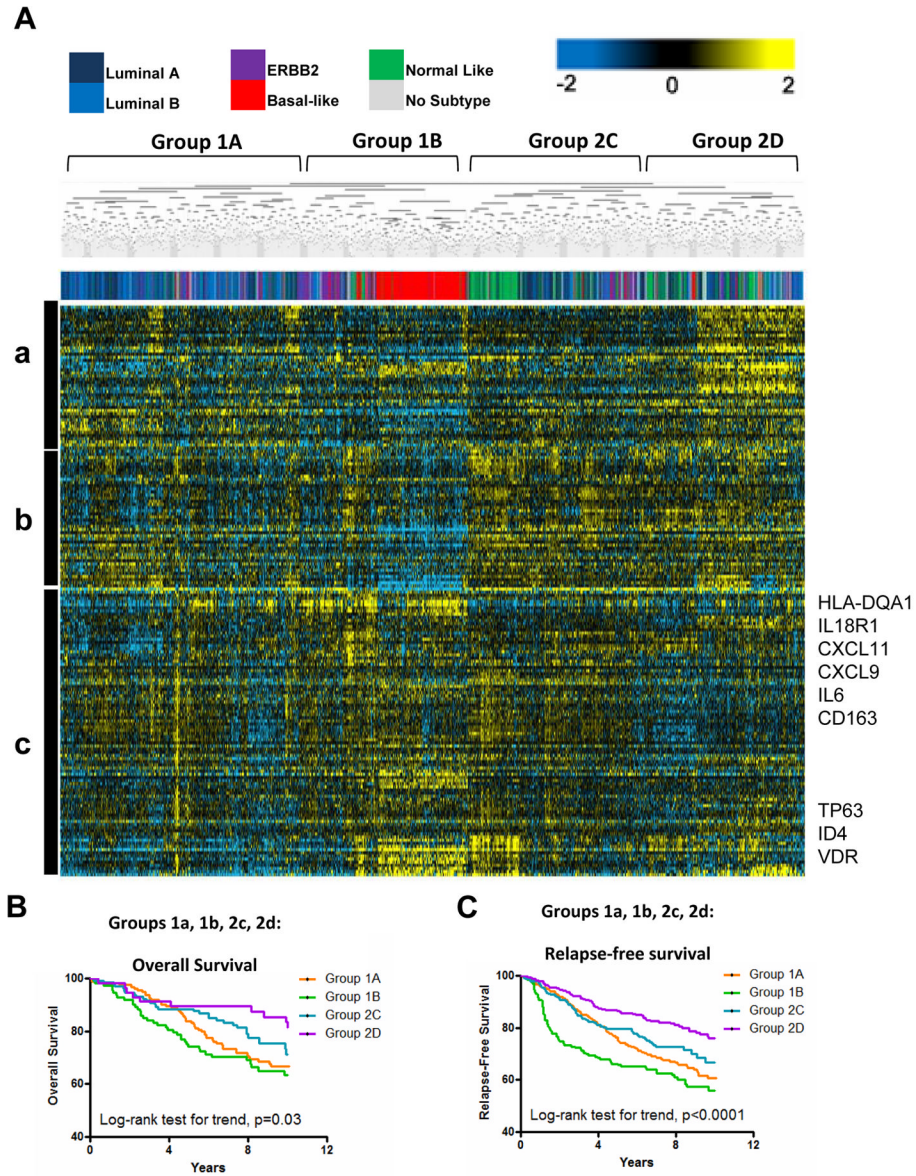 A
Luminal A
ERBB2
Normal Like
Luminal B
Basal-like
No Subtype
-2 0 2
Group 1A Group 1B Group 2C Group 2D
a
b
c
HLA-DQA1
IL18R1
CXCL11
CXCL9
IL6
CD163
TP63
ID4
VDR
B
Groups 1a, 1b, 2c, 2d:
Overall Survival
100
80
60
40
Overall Survival
Group 1A
Group 1B
Group 2C
Group 2D
Log-rank test for trend, p=0.03
0 4 8 12
Years
C
Groups 1a, 1b, 2c, 2d:
Relapse-free survival
100
80
60
40
Relapse-Free Survival
Group 1A
Group 1B
Group 2C
Group 2D
Log-rank test for trend, p<0.0001
0 4 8 12
Years